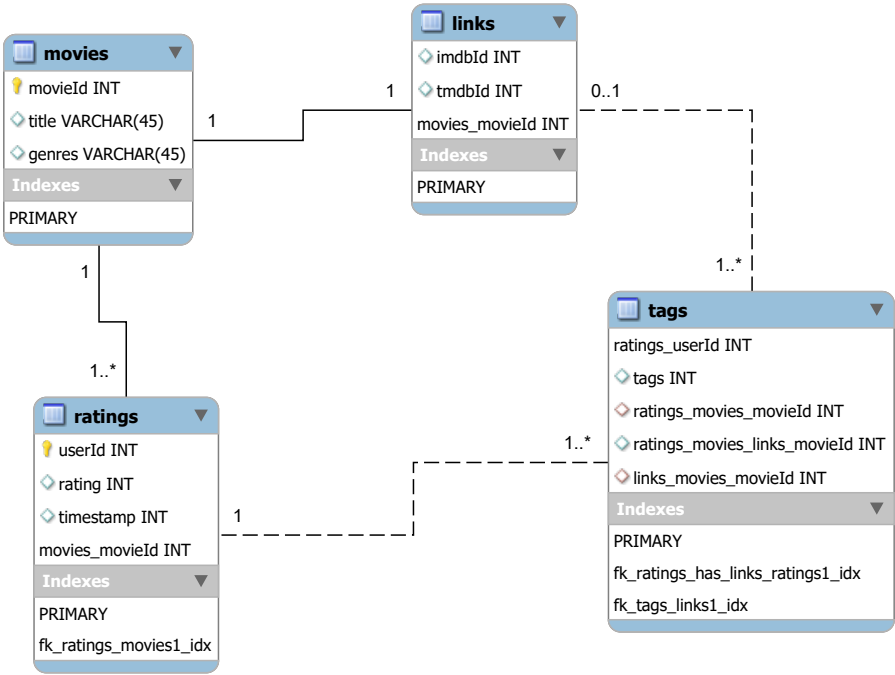 movies
movieId INT
title VARCHAR(45)
genres VARCHAR(45)
Indexes
PRIMARY
1
1
links
imdbId INT
tmdbId INT
movies_movieId INT
Indexes
PRIMARY
0..1
1..*
1
1..*
ratings
userId INT
rating INT
timestamp INT
movies_movieId INT
Indexes
PRIMARY
fk_ratings_movies1_idx
1
1..*
tags
ratings_userId INT
tags INT
ratings_movies_movieId INT
ratings_movies_links_movieId INT
links_movies_movieId INT
Indexes
PRIMARY
fk_ratings_has_links_ratings1_idx
fk_tags_links1_idx